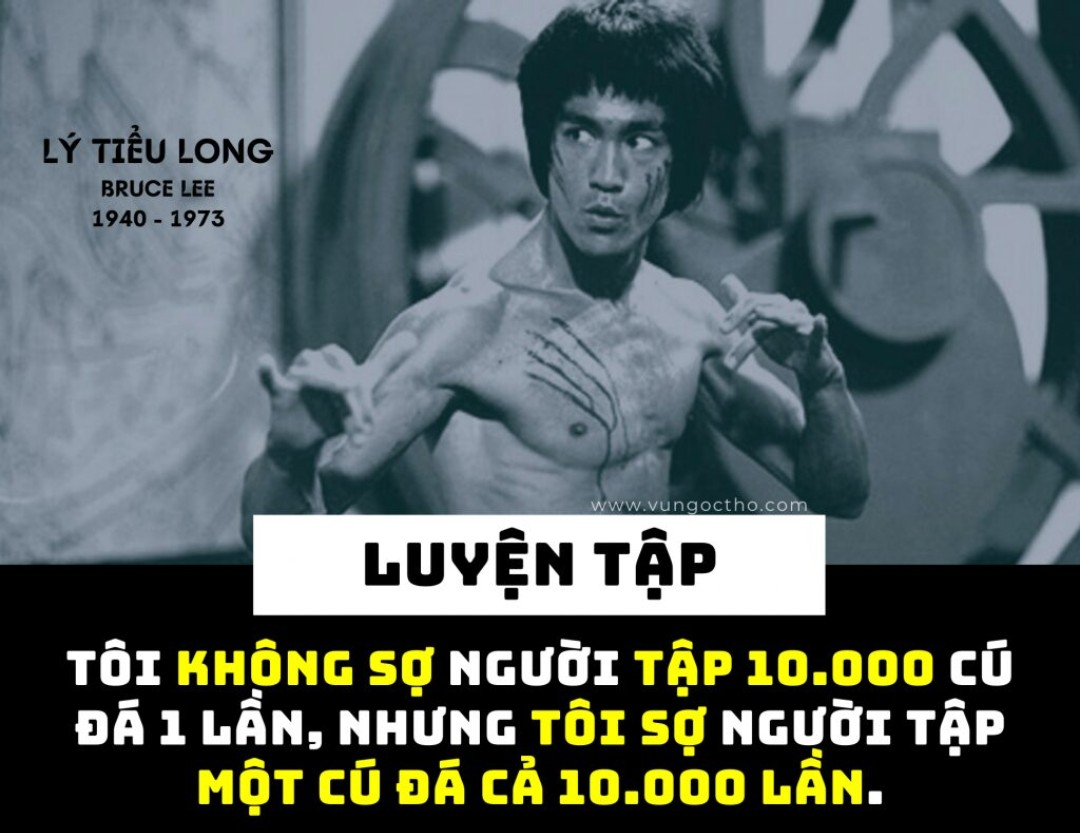 LÝ TIỂU LONG
BRUCE LEE
1940 - 1973
www.vungoctho.com
LUYỆN TẬP
TÔI KHÔNG SỢ NGƯỜI TẬP 10.000 CÚ
ĐÁ 1 LẦN, NHƯNG TÔI SỢ NGƯỜI TẬP
MỘT CÚ ĐÁ CẢ 10.000 LẦN.